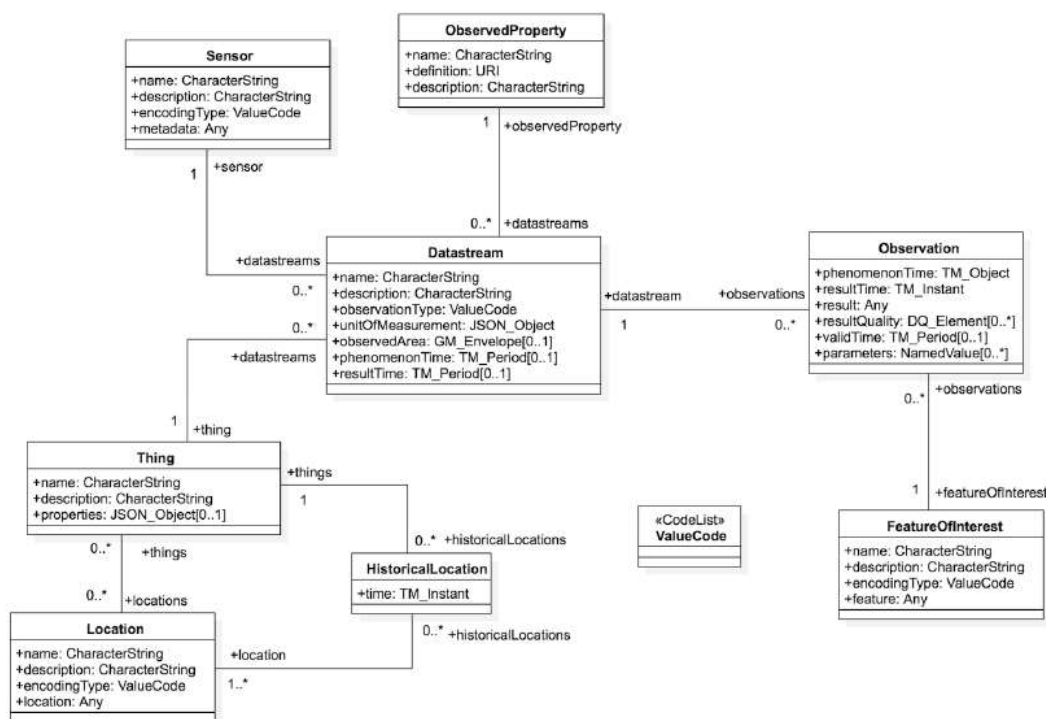 ObservedProperty
+name: CharacterString
+definition: URI
+description: CharacterString
Sensor
+name: CharacterString
+description: CharacterString
+encodingType: ValueCode
+metadata: Any
1
+observedProperty
1
+sensor
0..*
+datastreams
+datastreams
0..*
Datastream
+name: CharacterString
+description: CharacterString
+observationType: ValueCode
+unitOfMeasurement: JSON_Object
+observedArea: GM_Envelope[0..1]
+phenomenonTime: TM_Period[0..1]
+resultTime: TM_Period[0..1]
+datastream
1
+observations
0..*
Observation
+phenomenonTime: TM_Object
+resultTime: TM_Instant
+result: Any
+resultQuality: DQ_Element[0..*]
+validTime: TM_Period[0..1]
+parameters: NamedValue[0..*]
0..*
+datastreams
0..*
+observations
1
+thing
Thing
+name: CharacterString
+description: CharacterString
+properties: JSON_Object[0..1]
+things
1
1
+featureOfInterest
«CodeList»
ValueCode
FeatureOfInterest
+name: CharacterString
+description: CharacterString
+encodingType: ValueCode
+feature: Any
0..*
+things
0..*
+historicalLocations
HistoricalLocation
+time: TM_Instant
0..*
+locations
0..*
+historicalLocations
Location
+name: CharacterString
+description: CharacterString
+encodingType: ValueCode
+location: Any
+location
1..*